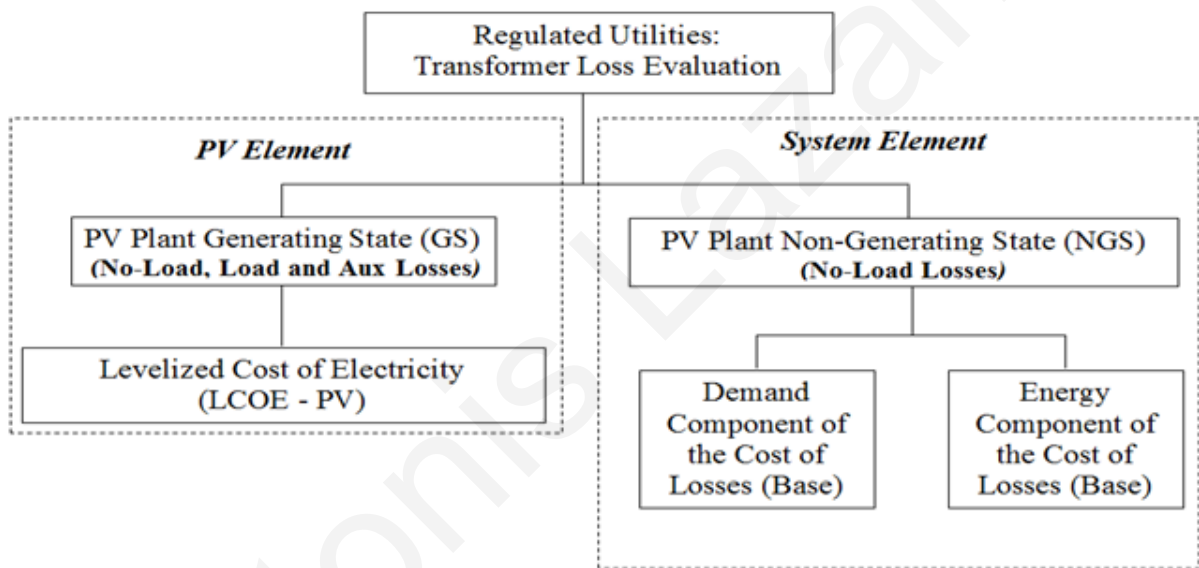 Regulated Utilities:
Transformer Loss Evaluation
PV Element
System Element
PV Plant Generating State (GS)
(No-Load, Load and Aux Losses)
PV Plant Non-Generating State (NGS)
(No-Load Losses)
Levelized Cost of Electricity
(LCOE - PV)
Demand
Component of
the Cost of
Losses (Base)
Energy
Component of
the Cost of
Losses (Base)